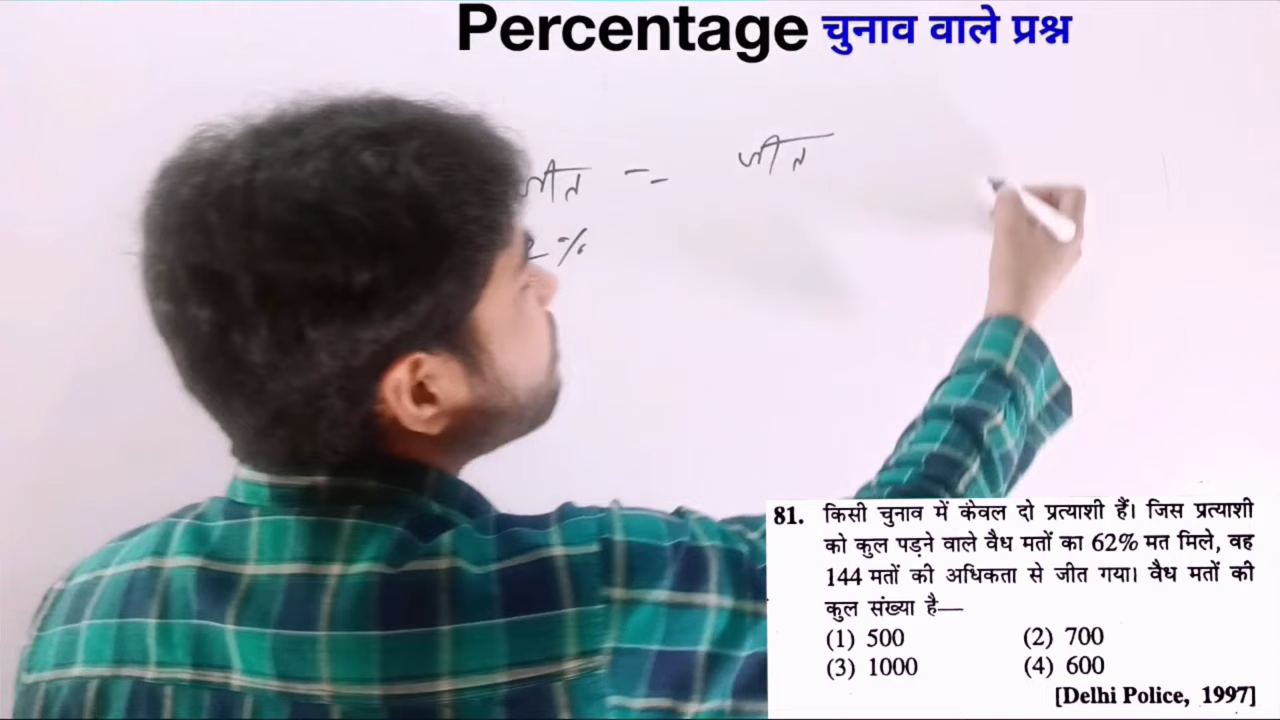 Percentage चुनाव वाले प्रश्न
जीत = जीत
2%
81. किसी चुनाव में केवल दो प्रत्याशी हैं। जिस प्रत्याशी
को कुल पड़ने वाले वैध मतों का 62% मत मिले, वह
144 मतों की अधिकता से जीत गया। वैध मतों की
कुल संख्या है—
(1) 500 (2) 700
(3) 1000 (4) 600
[Delhi Police, 1997]